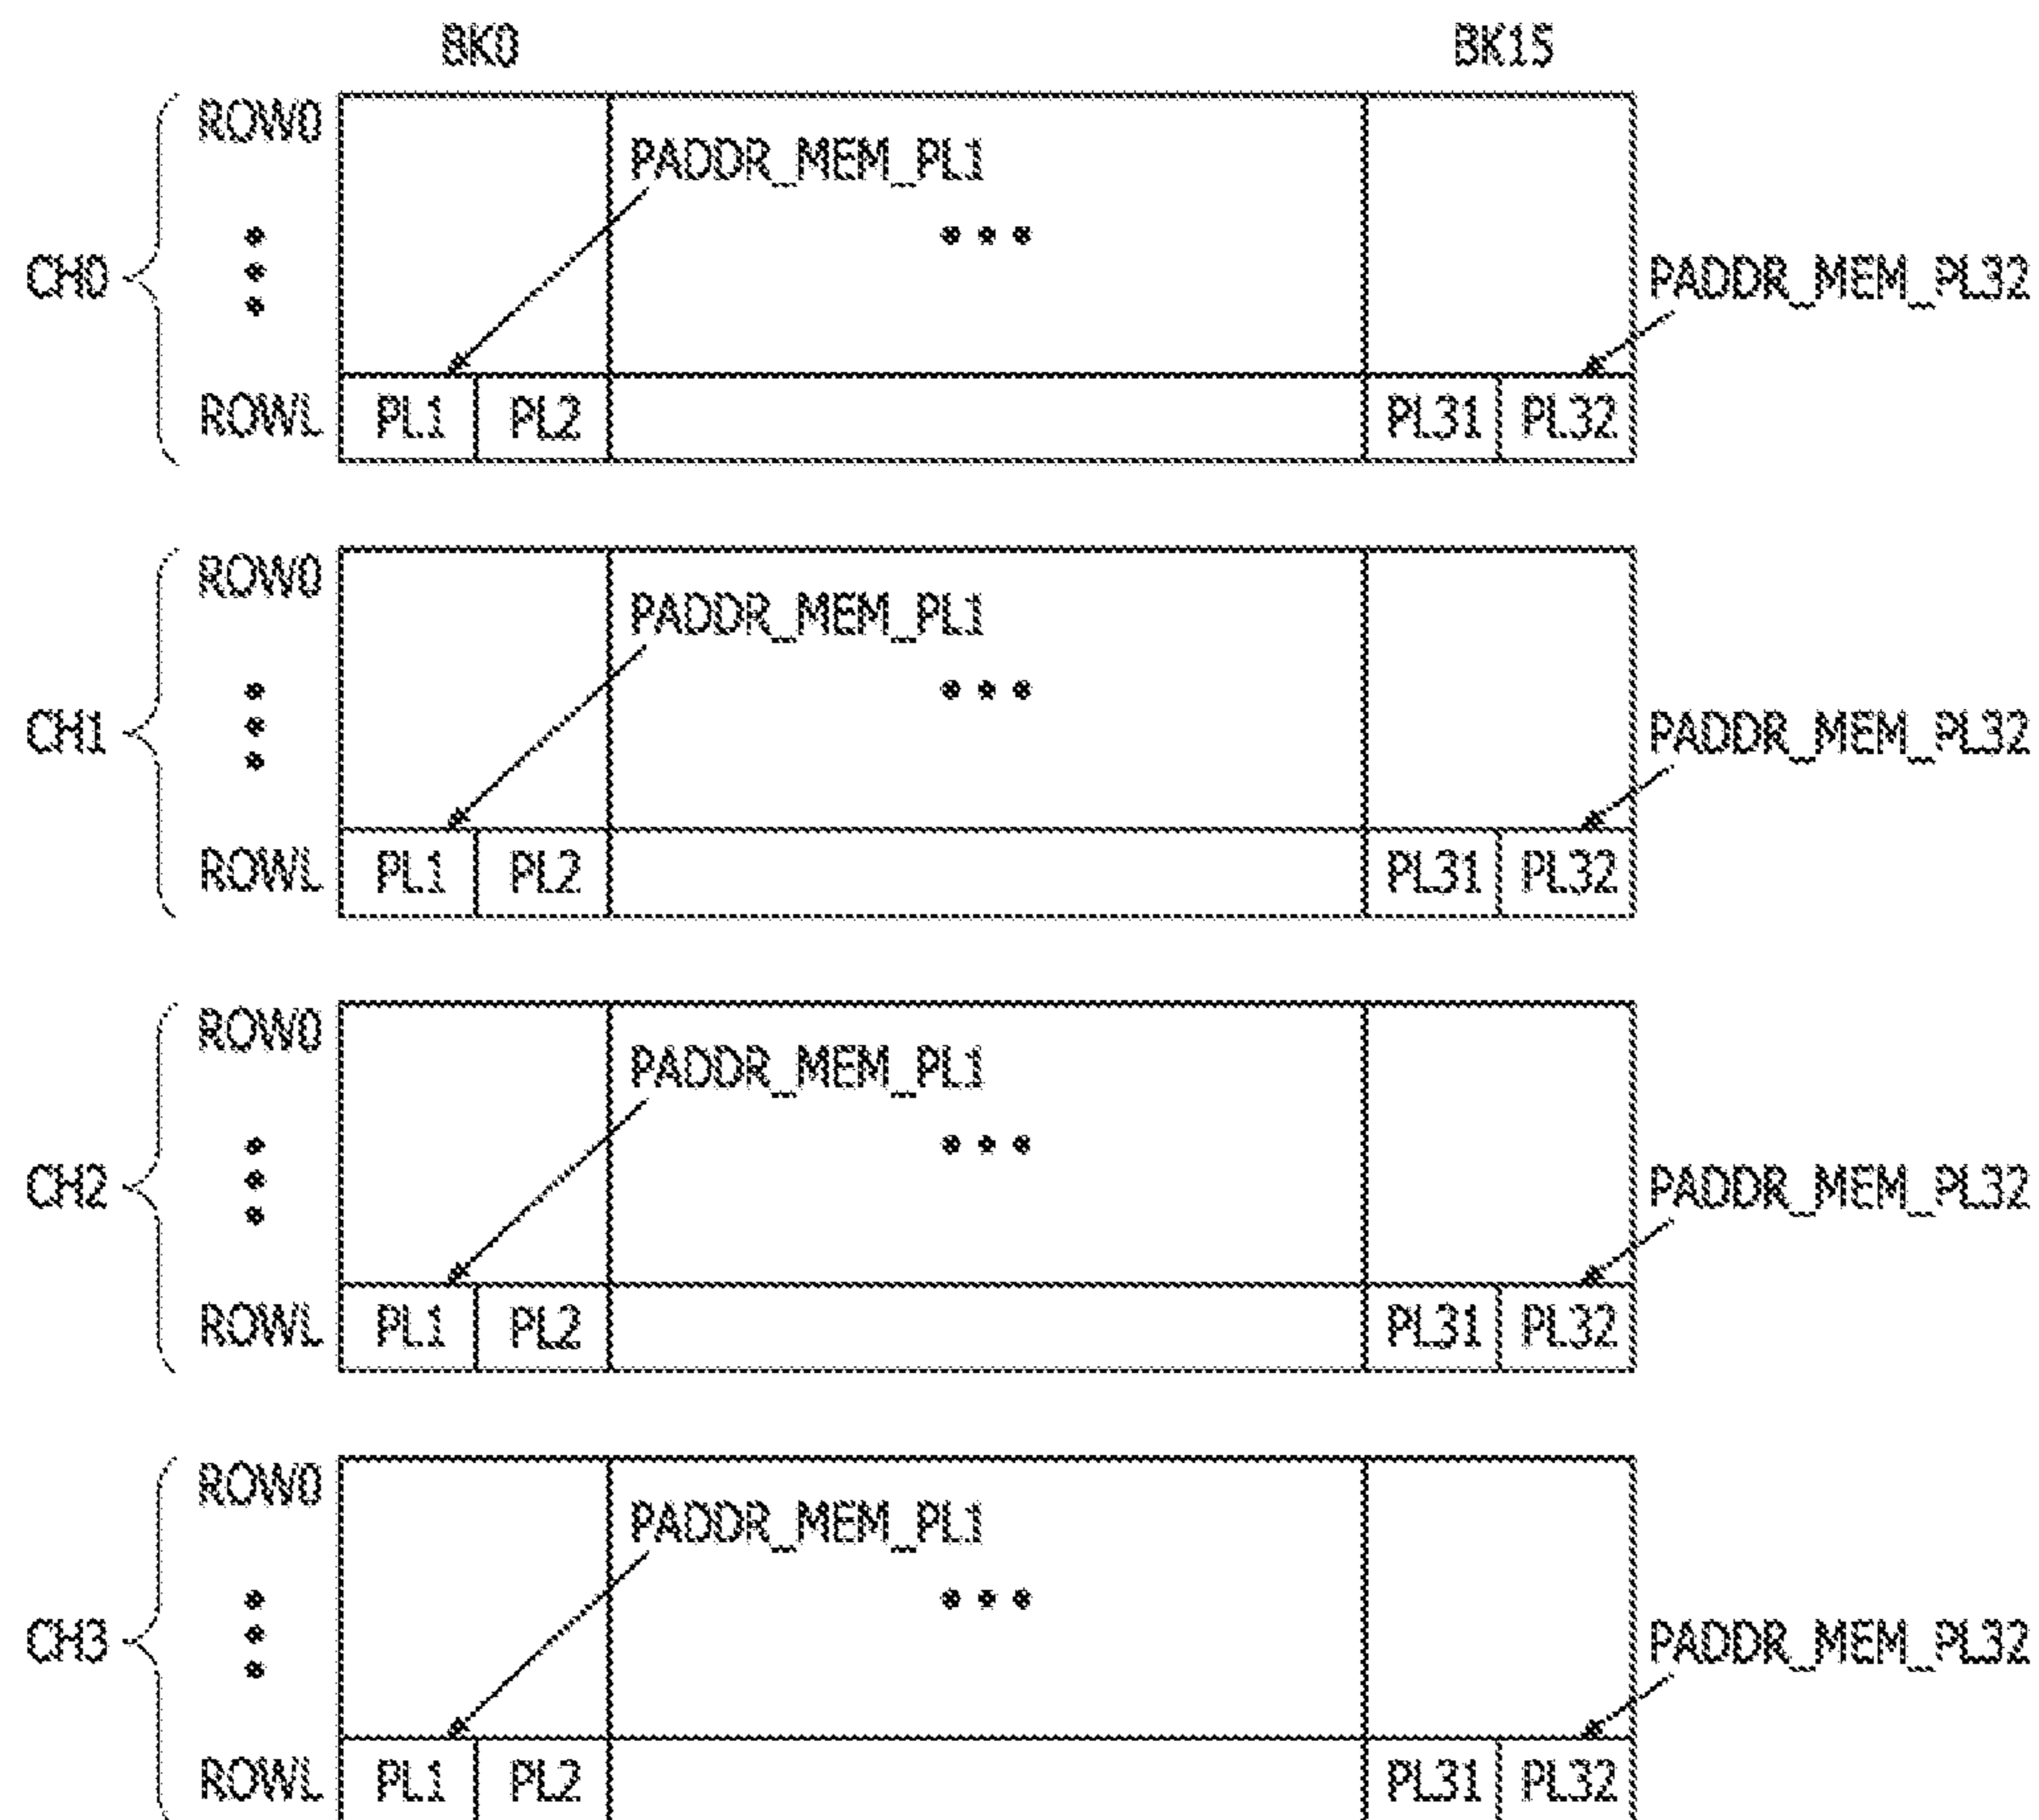 BK0 BK15
ROW0
PADDR_MEM_PL1
CH0
PADDR_MEM_PL32
ROWL PL1 PL2 PL31 PL32
ROW0
PADDR_MEM_PL1
CH1
PADDR_MEM_PL32
ROWL PL1 PL2 PL31 PL32
ROW0
PADDR_MEM_PL1
CH2
PADDR_MEM_PL32
ROWL PL1 PL2 PL31 PL32
ROW0
PADDR_MEM_PL1
CH3
PADDR_MEM_PL32
ROWL PL1 PL2 PL31 PL32